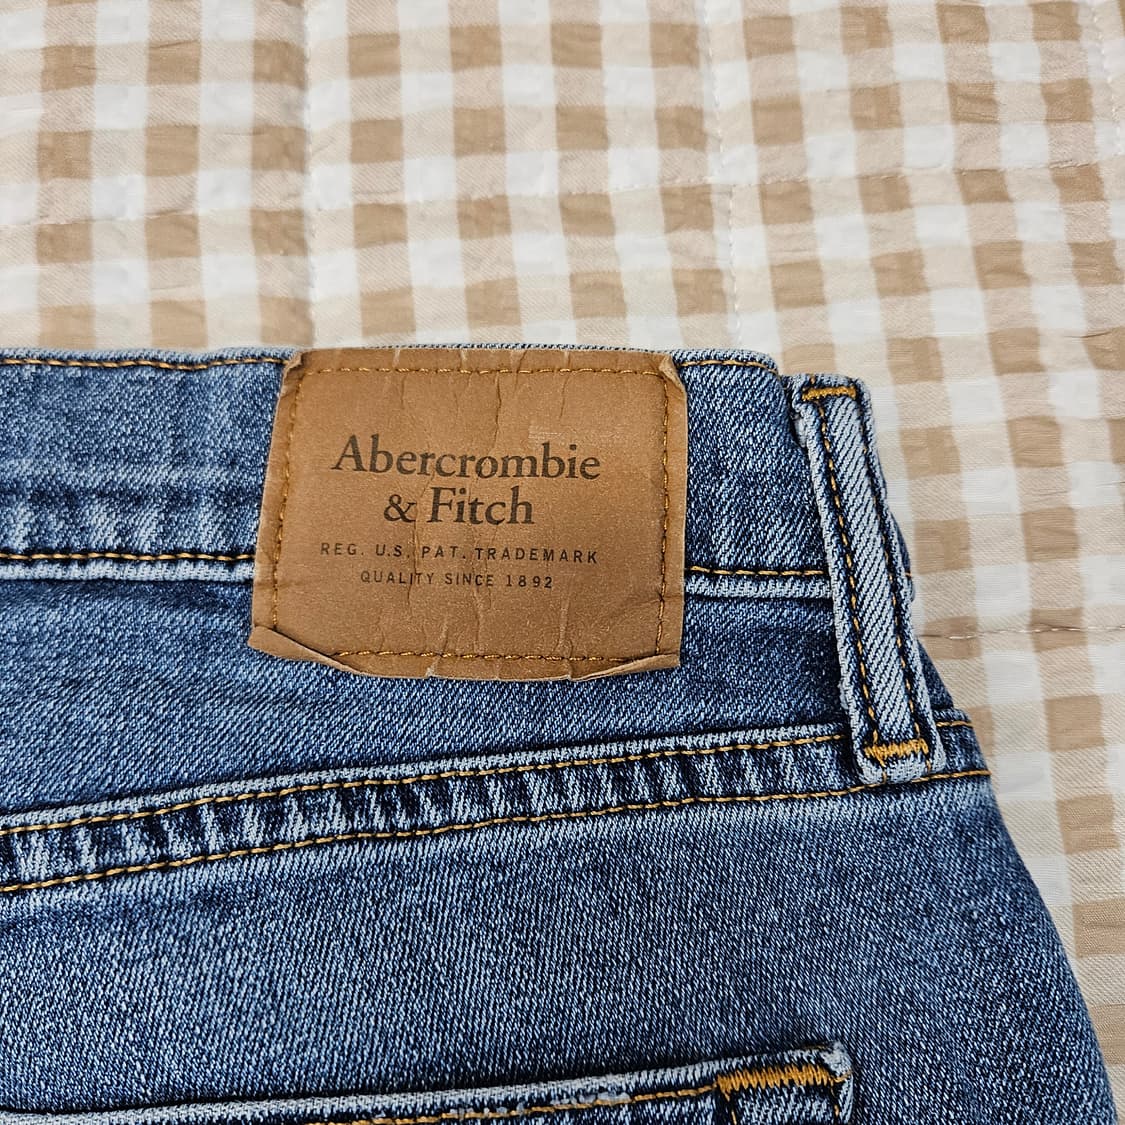 Abercrombie
& Fitch
REG. U.S. PAT. TRADEMARK
QUALITY SINCE 1892